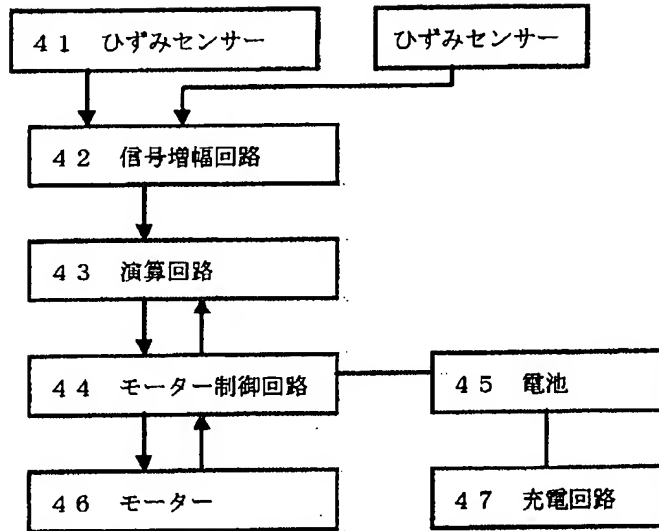 41 ひずみセンサー
ひずみセンサー
42 信号増幅回路
43 演算回路
44 モーター制御回路
45 電池
46 モーター
47 充電回路